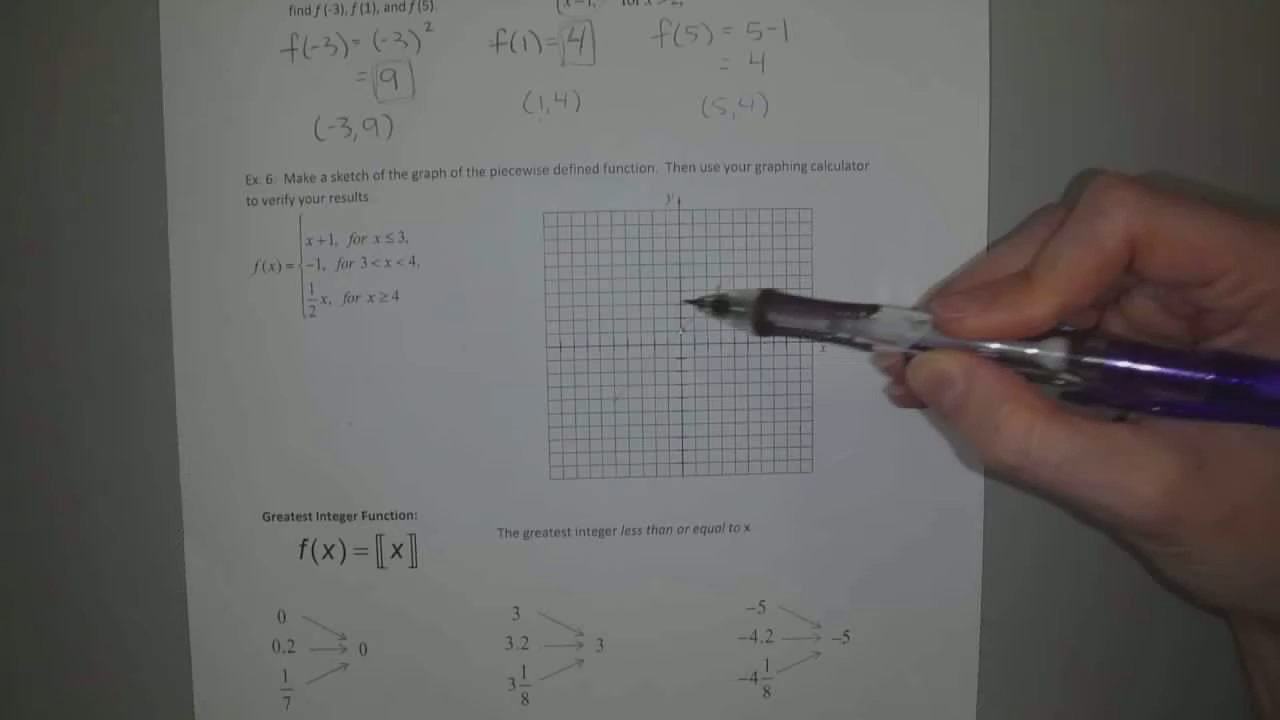 find f(-3), f(1), and f(5).
f(-3) = (-3)²
= 9
(-3,9)
f(1) = 4
(1,4)
f(5) = 5-1
= 4
(5,4)
Ex. 6: Make a sketch of the graph of the piecewise defined function. Then use your graphing calculator
to verify your results
f(x) = { x+1, for x ≤ 3,
-1, for 3 < x < 4,
1/2 x, for x ≥ 4
y
x
Greatest Integer Function:
f(x) = ⟦x⟧
The greatest integer less than or equal to x
0
0.2 → 0
1/7
3
3.2 → 3
3 1/8
-5
-4.2 → -5
-4 1/8